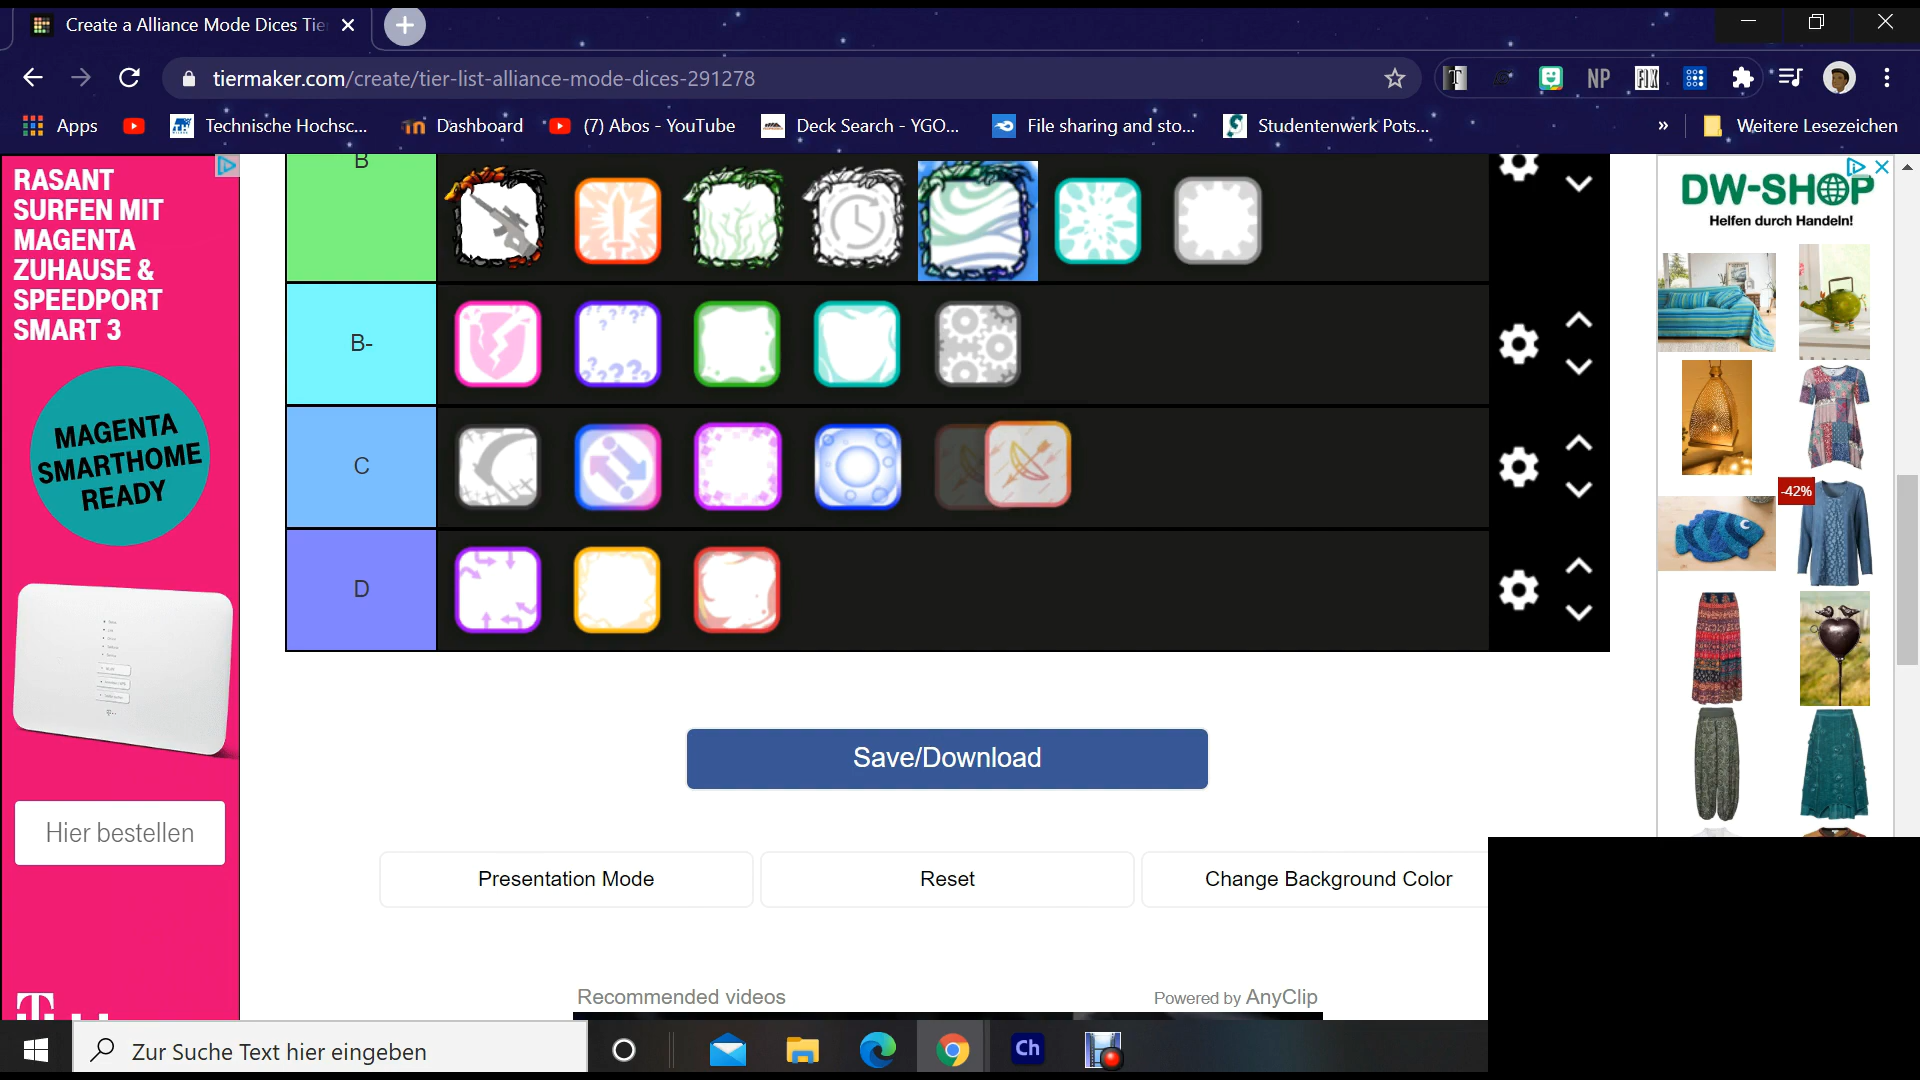 Create a Alliance Mode Dices Tie
tiermaker.com/create/tier-list-alliance-mode-dices-291278
NP
FIX
Apps
Technische Hochsc...
Dashboard
(7) Abos - YouTube
Deck Search - YGO...
File sharing and sto...
Studentenwerk Pots...
»
Weitere Lesezeichen
RASANT
SURFEN MIT
MAGENTA
ZUHAUSE &
SPEEDPORT
SMART 3
MAGENTA
SMARTHOME
READY
Hier bestellen
B
B-
C
D
DW-SHOP
Helfen durch Handeln!
-42%
Save/Download
Presentation Mode
Reset
Change Background Color
Recommended videos
Powered by AnyClip
Zur Suche Text hier eingeben
Ch